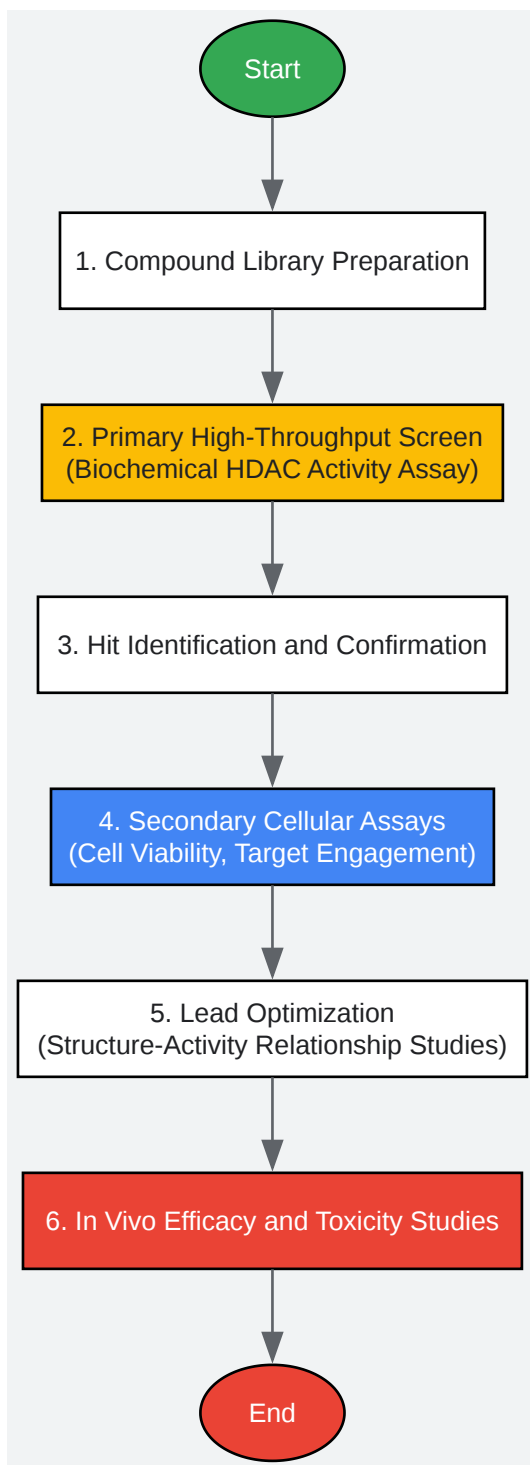 Start
1. Compound Library Preparation
2. Primary High-Throughput Screen
(Biochemical HDAC Activity Assay)
3. Hit Identification and Confirmation
4. Secondary Cellular Assays
(Cell Viability, Target Engagement)
5. Lead Optimization
(Structure-Activity Relationship Studies)
6. In Vivo Efficacy and Toxicity Studies
End